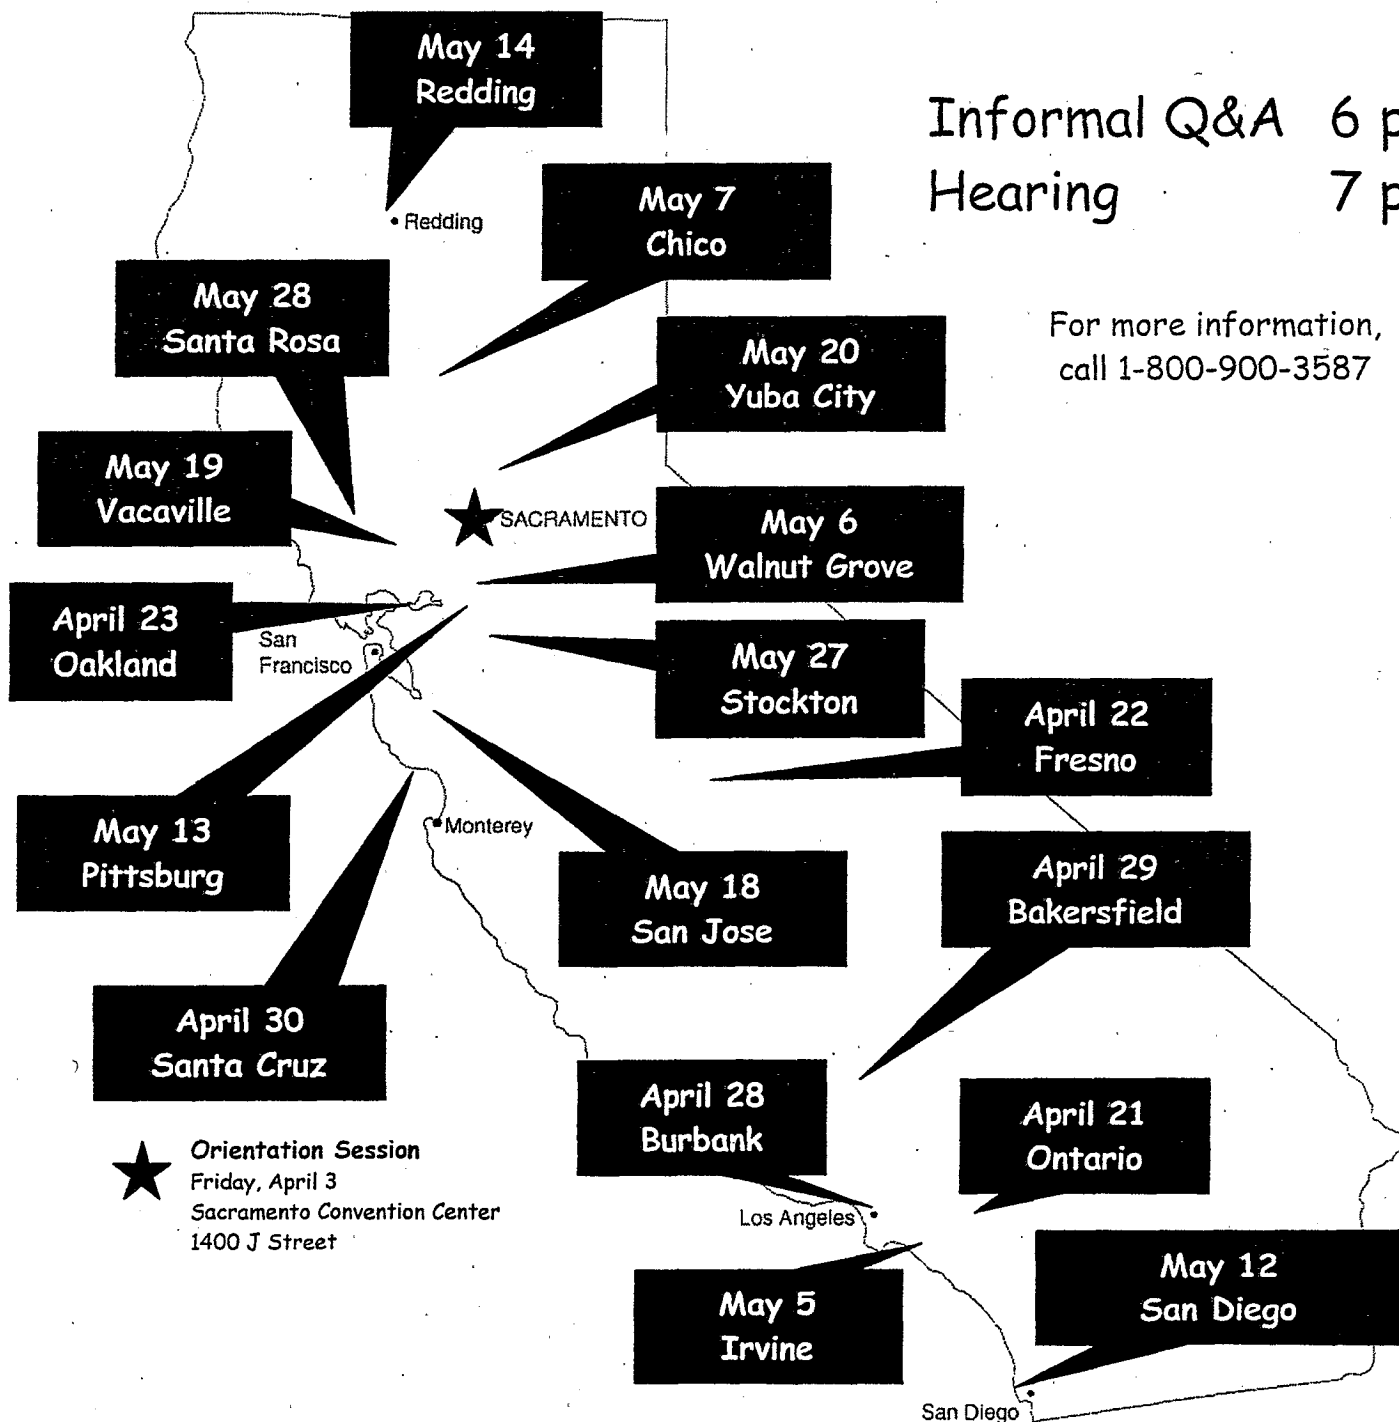 May 14
Redding
Informal Q&A 6 p
Hearing 7 p
May 7
Chico
Redding
May 28
Santa Rosa
For more information,
call 1-800-900-3587
May 20
Yuba City
May 19
Vacaville
SACRAMENTO
May 6
Walnut Grove
April 23
Oakland
San
Francisco
May 27
Stockton
April 22
Fresno
May 13
Pittsburg
Monterey
May 18
San Jose
April 29
Bakersfield
April 30
Santa Cruz
April 28
Burbank
April 21
Ontario
Orientation Session
Friday, April 3
Sacramento Convention Center
1400 J Street
Los Angeles
May 12
San Diego
May 5
Irvine
San Diego